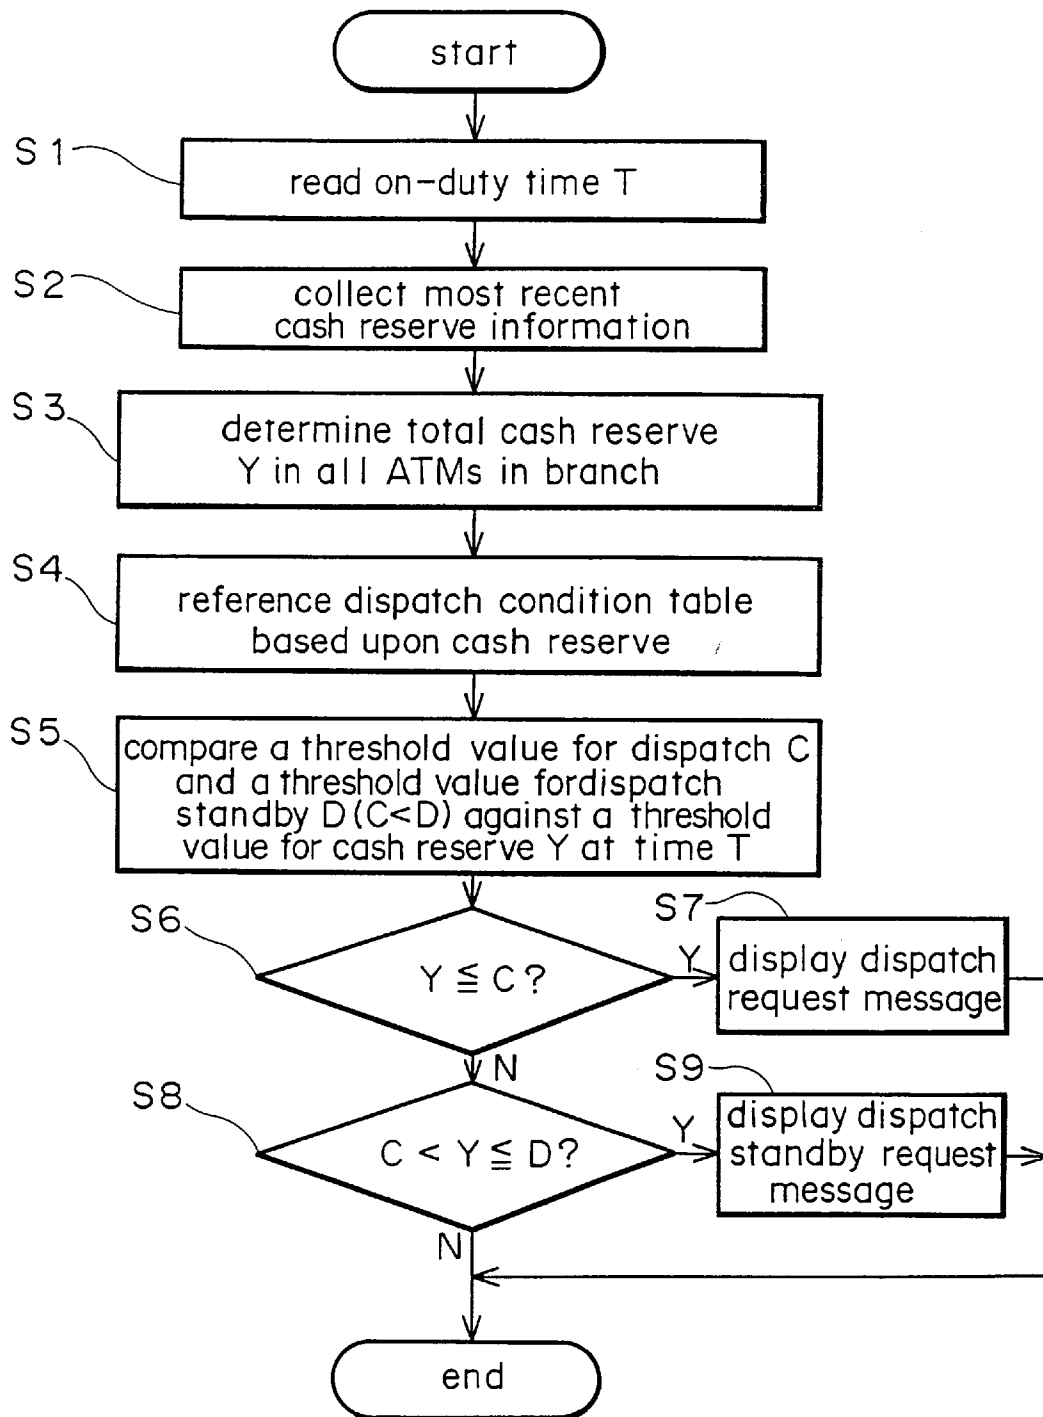 start
S1
read on-duty time T
S2
collect most recent
cash reserve information
S3
determine total cash reserve
Y in all ATMs in branch
S4
reference dispatch condition table
based upon cash reserve
S5
compare a threshold value for dispatch C
and a threshold value fordispatch
standby D(C<D) against a threshold
value for cash reserve Y at time T
S6
Y ≦ C?
Y
S7
display dispatch
request message
N
S8
C < Y ≦ D?
Y
S9
display dispatch
standby request
message
N
end